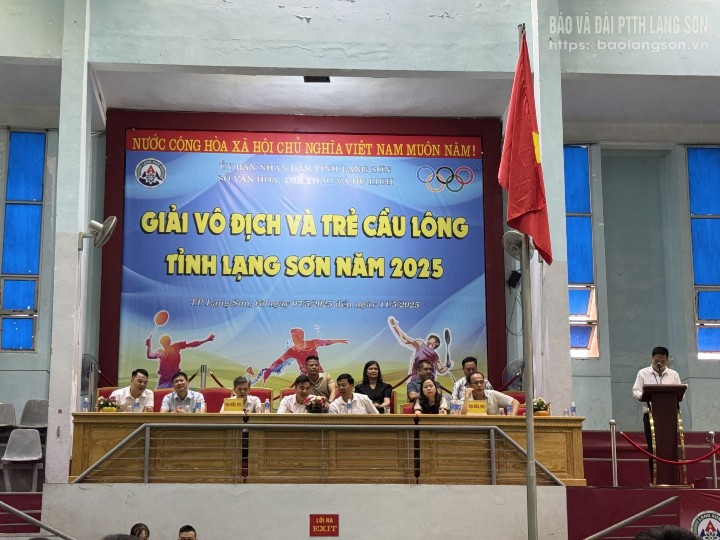 BÁO VÀ ĐÀI PTTH LẠNG SƠN
https: baolangson.vn
NƯỚC CỘNG HÒA XÃ HỘI CHỦ NGHĨA VIỆT NAM MUÔN NĂM!
ỦY BAN NHÂN DÂN TỈNH LẠNG SƠN
SỞ VĂN HÓA, THỂ THAO VÀ DU LỊCH
GIẢI VÔ ĐỊCH VÀ TRẺ CẦU LÔNG
TỈNH LẠNG SƠN NĂM 2025
TP Lạng Sơn, từ ngày 07/5/2025 đến ngày 11/5/2025
LỐI RA
EXIT